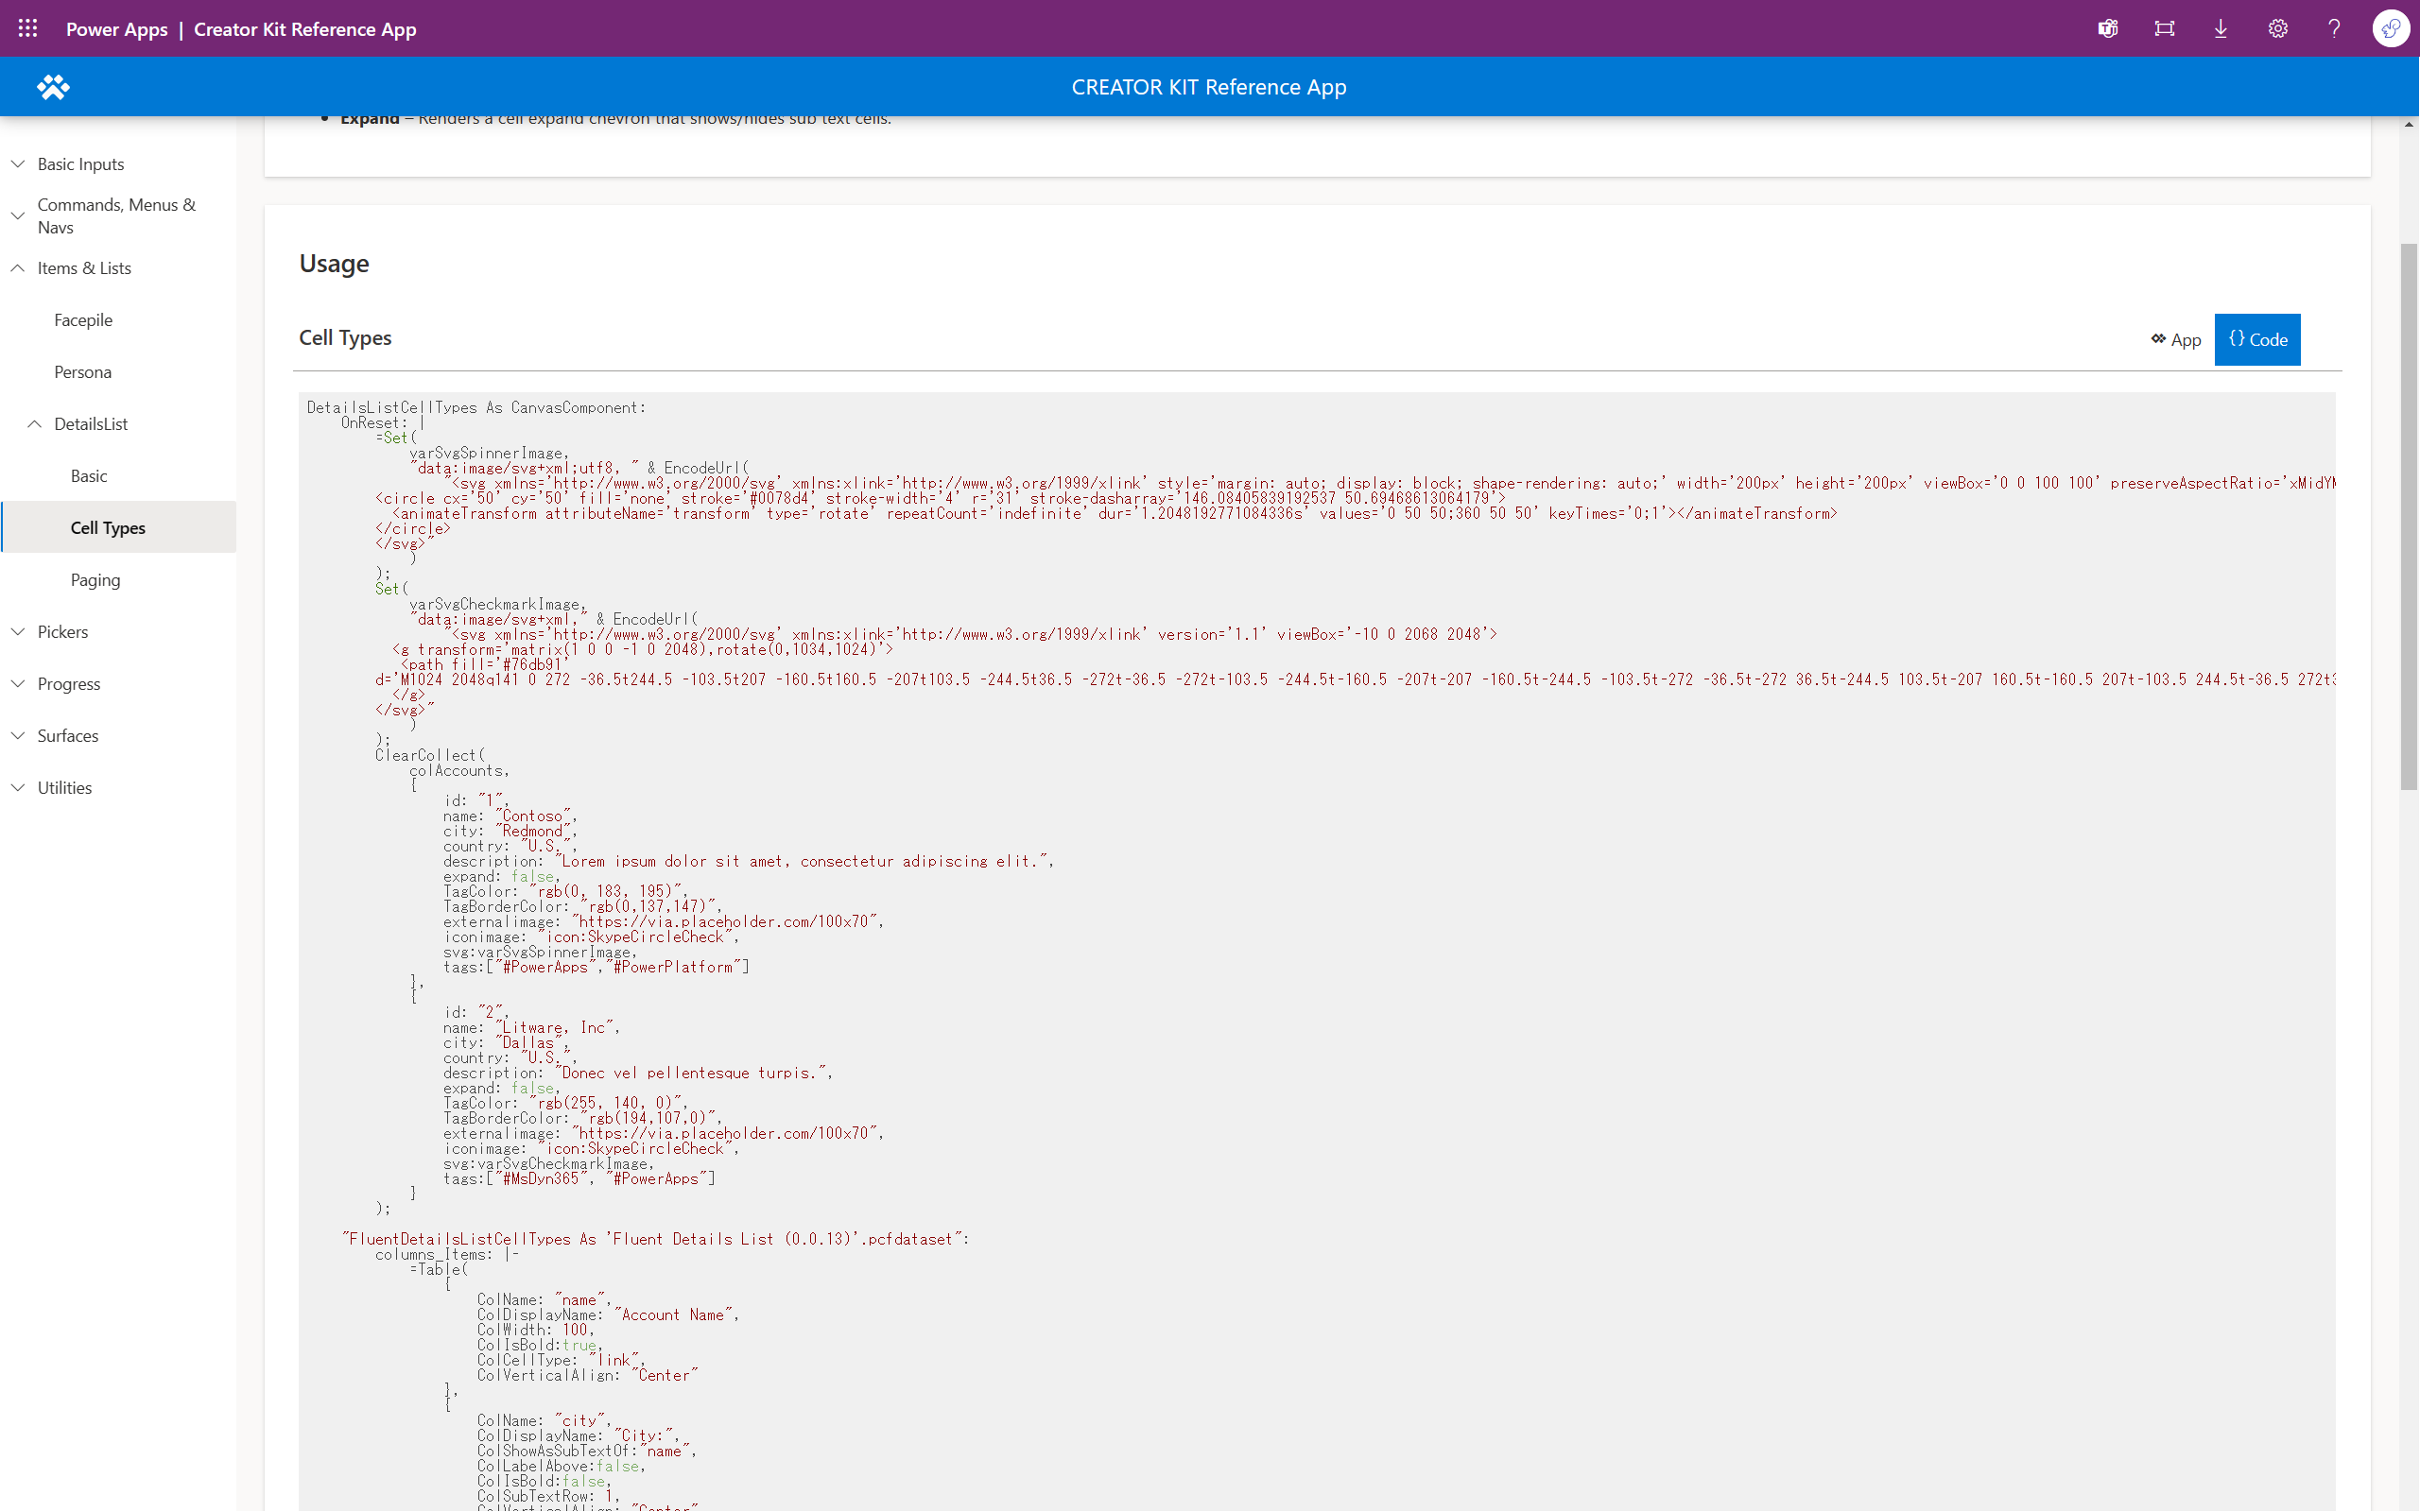 Power Apps | Creator Kit Reference App
CREATOR KIT Reference App
Expand – Renders a cell expand chevron that shows/hides sub text cells.
Basic Inputs
Commands, Menus &
Navs
Items & Lists
Facepile
Persona
DetailsList
Basic
Cell Types
Paging
Pickers
Progress
Surfaces
Utilities
Usage
Cell Types
App
{} Code
DetailsListCellTypes As CanvasComponent:
OnReset: |
=Set(
varSvgSpinnerImage,
"data:image/svg+xml;utf8, " & EncodeUrl(
"<svg xmlns='http://www.w3.org/2000/svg' xmlns:xlink='http://www.w3.org/1999/xlink' style='margin: auto; display: block; shape-rendering: auto;' width='200px' height='200px' viewBox='0 0 100 100' preserveAspectRatio='xMidYM
<circle cx='50' cy='50' fill='none' stroke='#0078d4' stroke-width='4' r='31' stroke-dasharray='146.08405839192537 50.69468613064179'>
<animateTransform attributeName='transform' type='rotate' repeatCount='indefinite' dur='1.2048192771084336s' values='0 50 50;360 50 50' keyTimes='0;1'></animateTransform>
</circle>
</svg>"
)
);
Set(
varSvgCheckmarkImage,
"data:image/svg+xml," & EncodeUrl(
"<svg xmlns='http://www.w3.org/2000/svg' xmlns:xlink='http://www.w3.org/1999/xlink' version='1.1' viewBox='-10 0 2068 2048'>
<g transform='matrix(1 0 0 -1 0 2048),rotate(0,1034,1024)'>
<path fill='#76db91'
d='M1024 2048q141 0 272 -36.5t244.5 -103.5t207 -160.5t160.5 -207t103.5 -244.5t36.5 -272t-36.5 -272t-103.5 -244.5t-160.5 -207t-207 -160.5t-244.5 -103.5t-272 -36.5t-272 36.5t-244.5 103.5t-207 160.5t-160.5 207t-103.5 244.5t-36.5 272t3
</g>
</svg>"
)
);
ClearCollect(
colAccounts,
{
id: "1",
name: "Contoso",
city: "Redmond",
country: "U.S.",
description: "Lorem ipsum dolor sit amet, consectetur adipiscing elit.",
expand: false,
TagColor: "rgb(0, 183, 195)",
TagBorderColor: "rgb(0,137,147)",
externalimage: "https://via.placeholder.com/100x70",
iconimage: "icon:SkypeCircleCheck",
svg:varSvgSpinnerImage,
tags:["#PowerApps","#PowerPlatform"]
},
{
id: "2",
name: "Litware, Inc",
city: "Dallas",
country: "U.S.",
description: "Donec vel pellentesque turpis.",
expand: false,
TagColor: "rgb(255, 140, 0)",
TagBorderColor: "rgb(194,107,0)",
externalimage: "https://via.placeholder.com/100x70",
iconimage: "icon:SkypeCircleCheck",
svg:varSvgCheckmarkImage,
tags:["#MsDyn365", "#PowerApps"]
}
);
"FluentDetailsListCellTypes As 'Fluent Details List (0.0.13)'.pcfdataset":
columns_Items: |-
=Table(
{
ColName: "name",
ColDisplayName: "Account Name",
ColWidth: 100,
ColIsBold:true,
ColCellType: "link",
ColVerticalAlign: "Center"
},
{
ColName: "city",
ColDisplayName: "City:",
ColShowAsSubTextOf:"name",
ColLabelAbove:false,
ColIsBold:false,
ColSubTextRow: 1,
ColVerticalAlign: "Center"